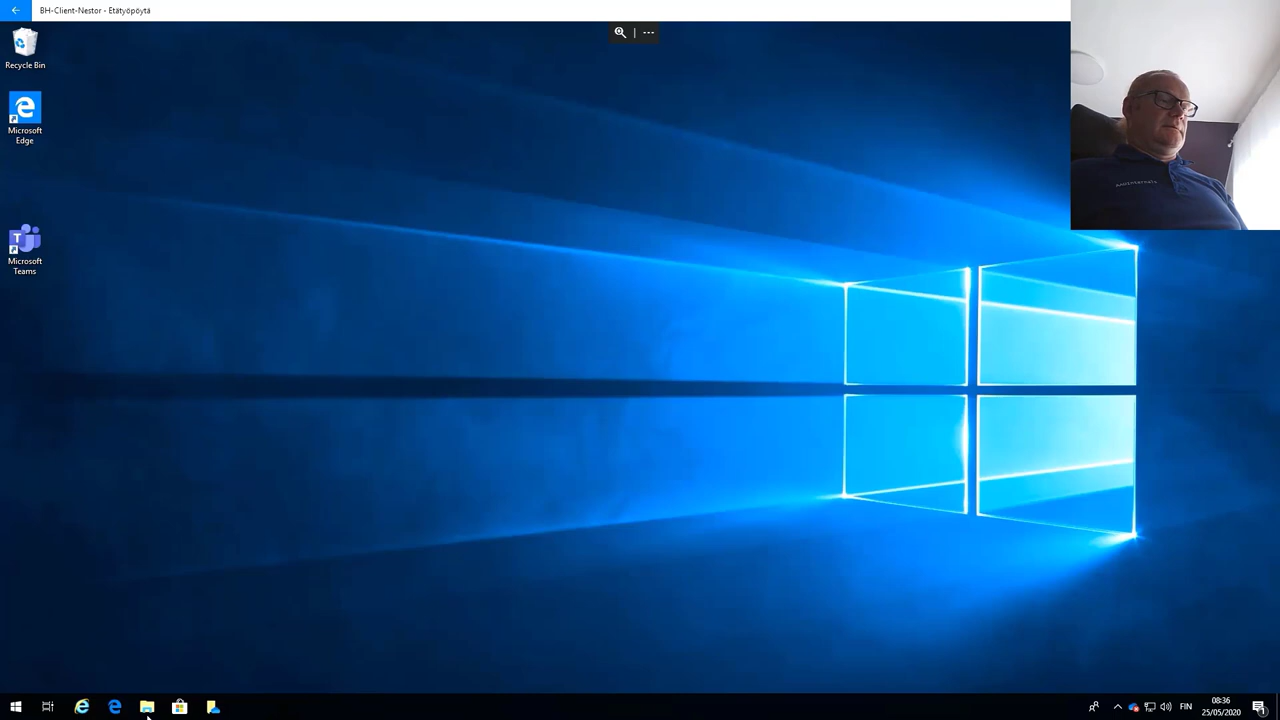 BH-Client-Nestor - Etätyöpöytä
Recycle Bin
Microsoft
Edge
Microsoft
Teams
FIN
08:36
25/05/2020